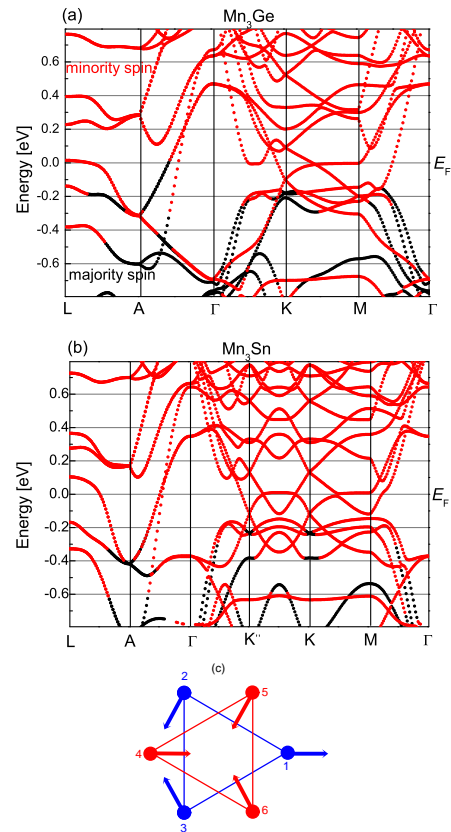 (a)
Mn3Ge
minority spin
0.6
0.4
0.2
0.0
-0.2
-0.4
-0.6
Energy [eV]
EF
majority spin
L A Γ K M Γ
(b)
Mn3Sn
0.6
0.4
0.2
0.0
-0.2
-0.4
-0.6
Energy [eV]
EF
L A Γ K'' K M Γ
(c)
2
5
4
1
3
6